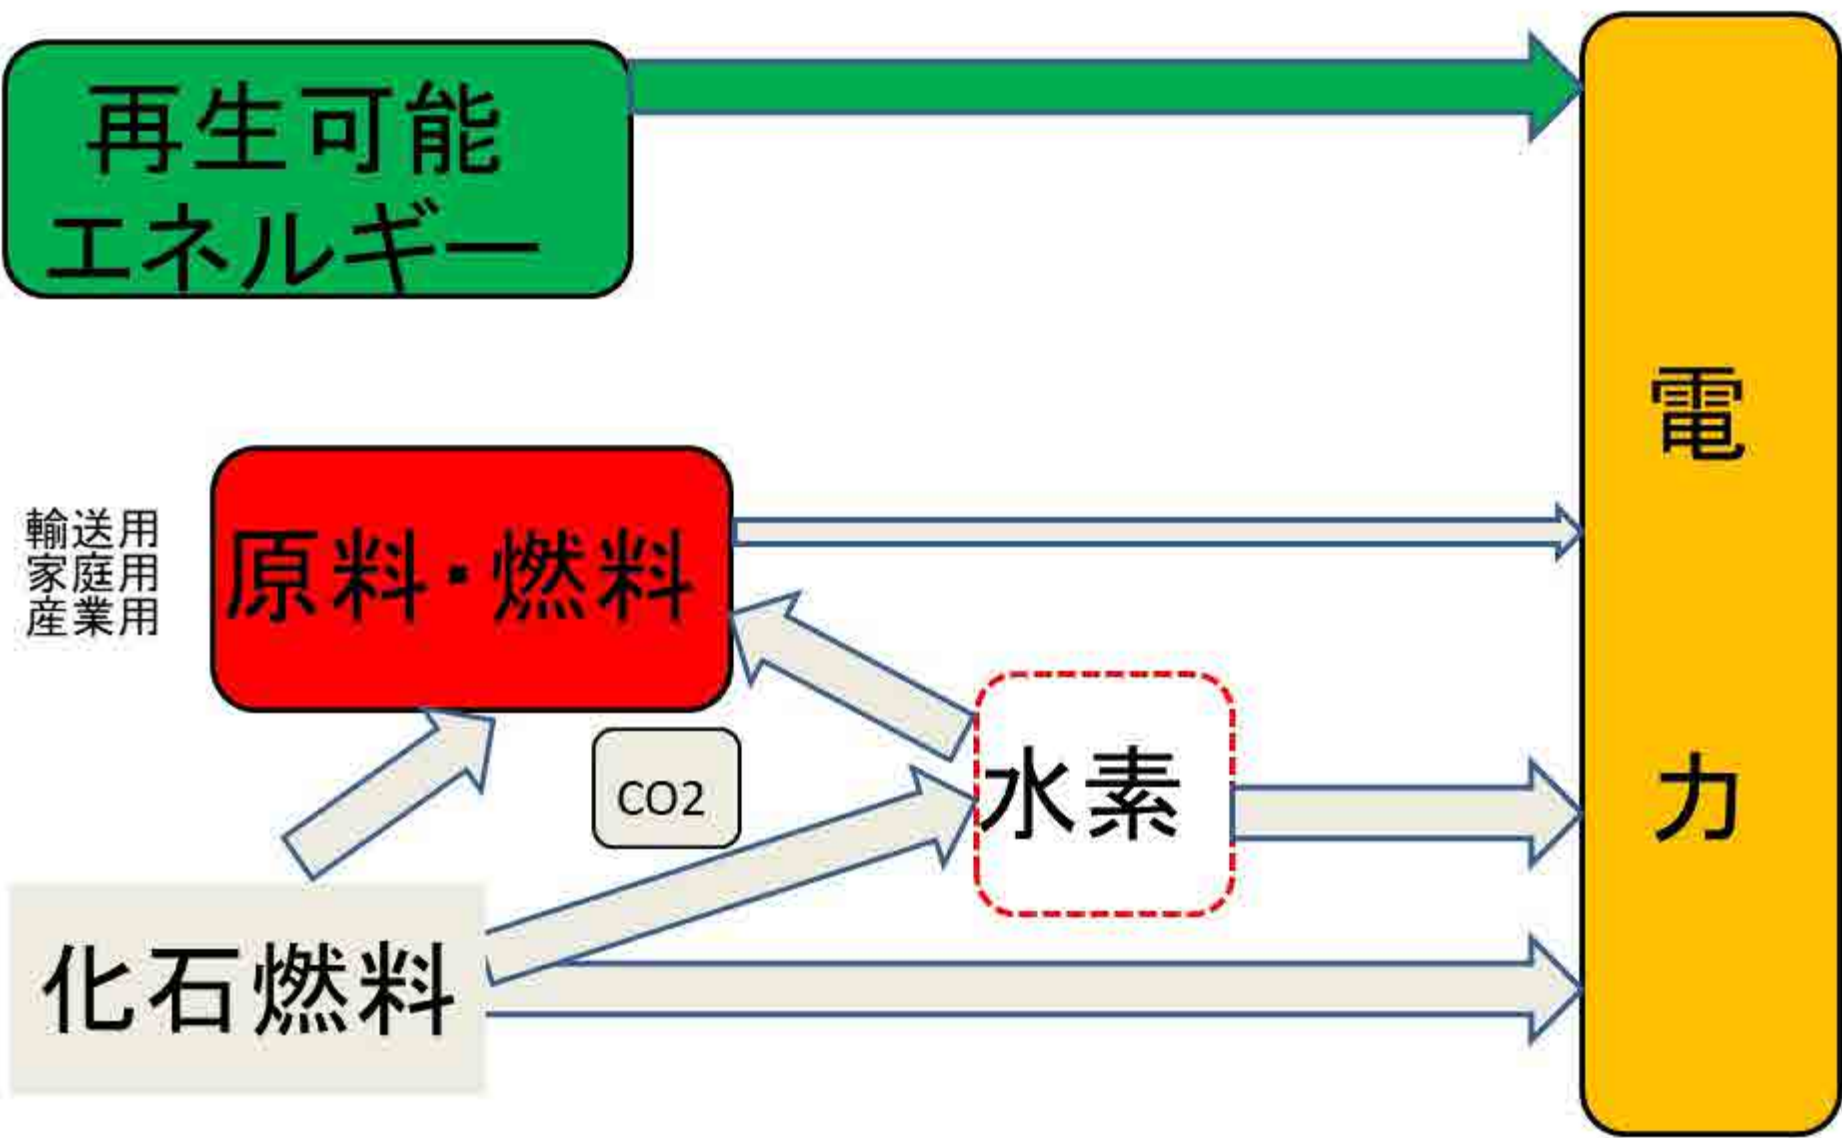 再生可能
エネルギー
輸送用
家庭用
産業用
原料・燃料
CO2
水素
化石燃料
電
力